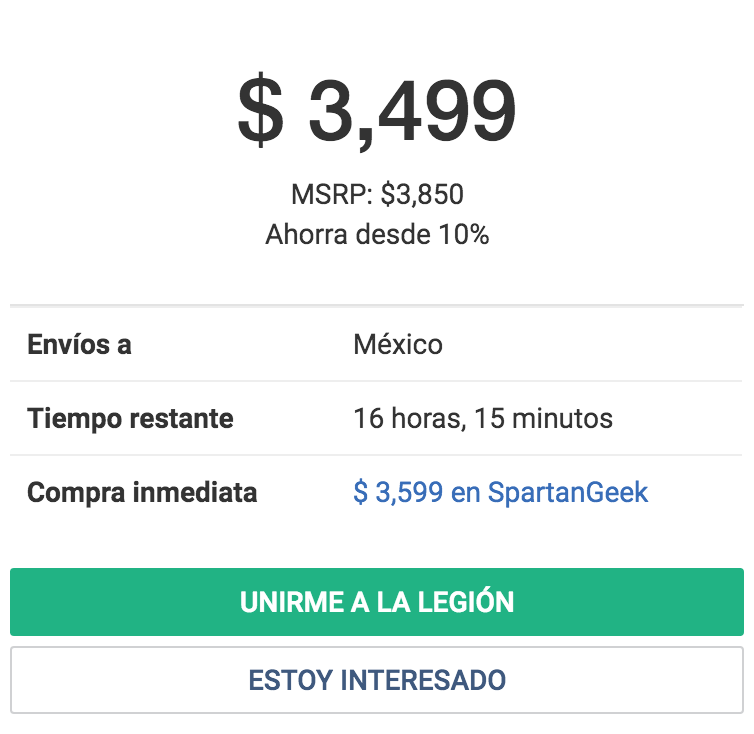 $ 3,499
MSRP: $3,850
Ahorra desde 10%
Envíos a México
Tiempo restante 16 horas, 15 minutos
Compra inmediata $ 3,599 en SpartanGeek
UNIRME A LA LEGIÓN
ESTOY INTERESADO